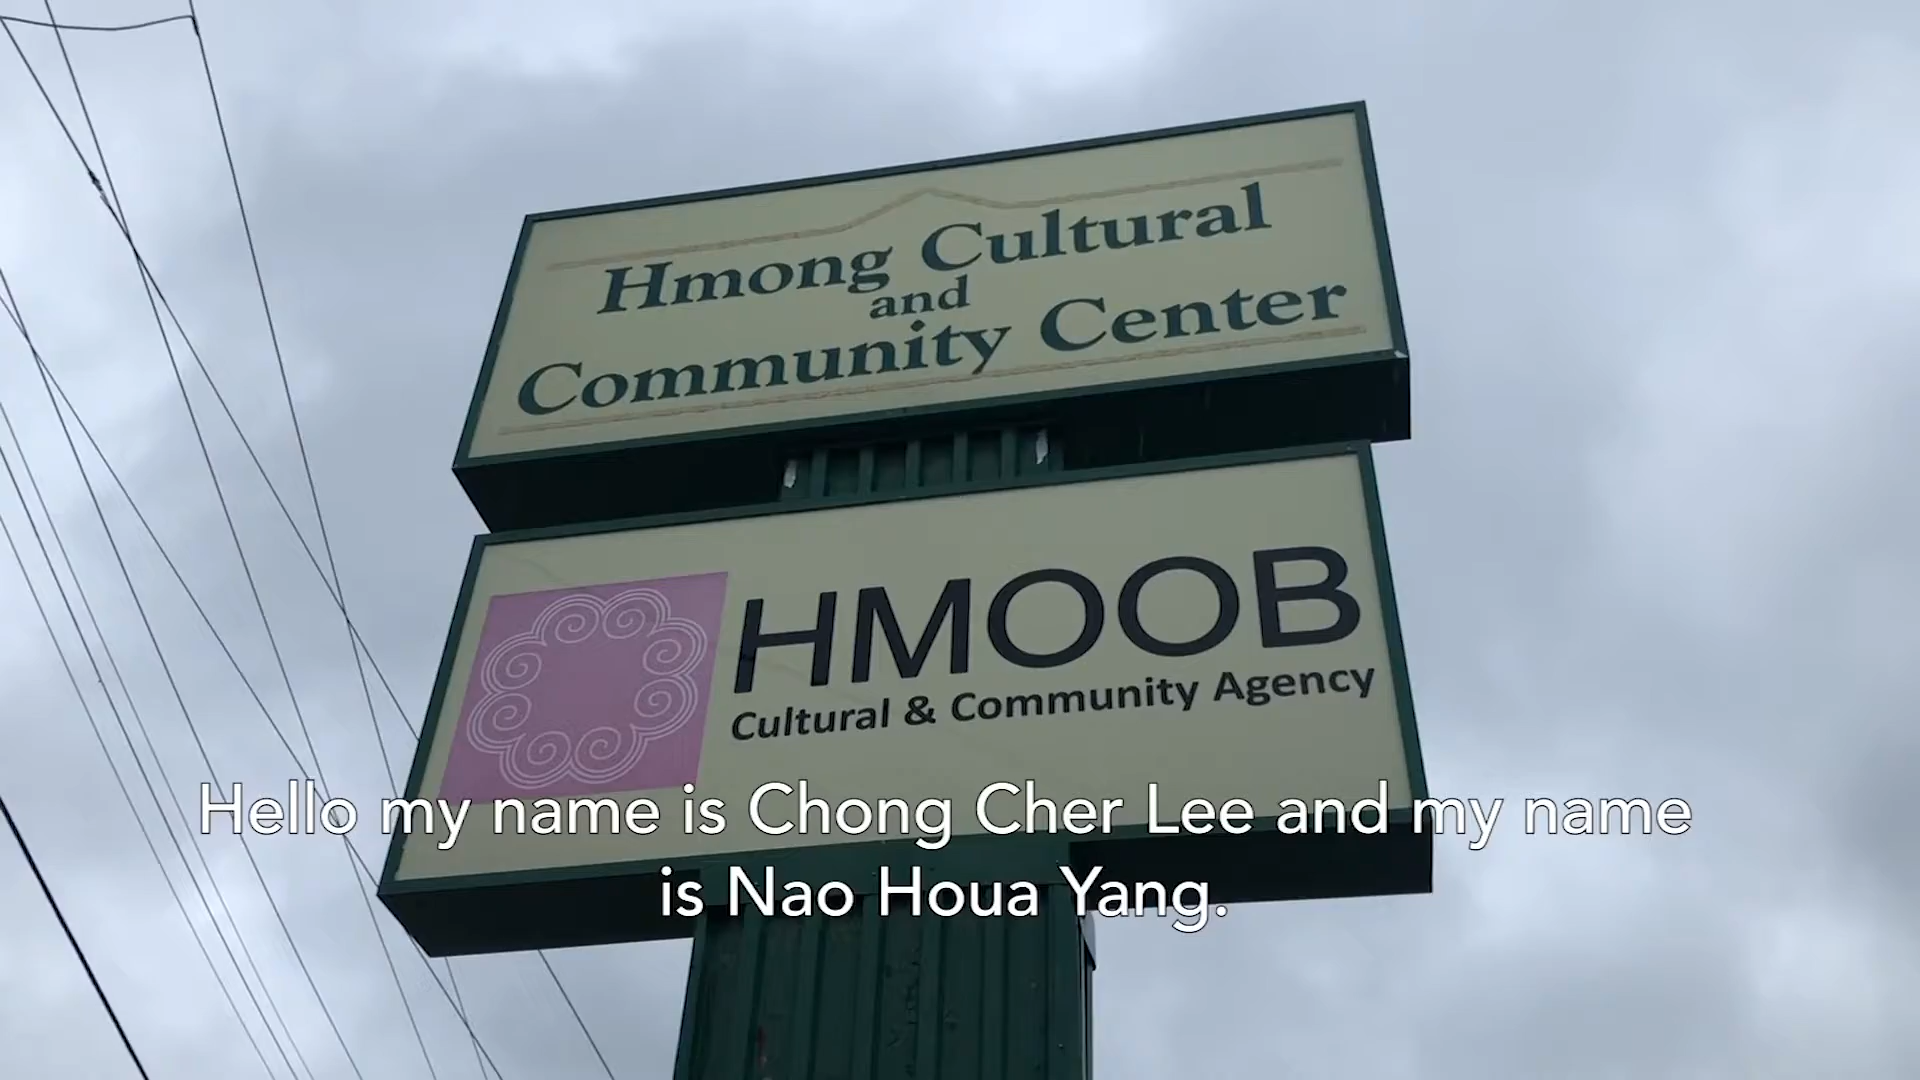 Hmong Cultural
and
Community Center
HMOOB
Cultural & Community Agency
Hello my name is Chong Cher Lee and my name
is Nao Houa Yang.